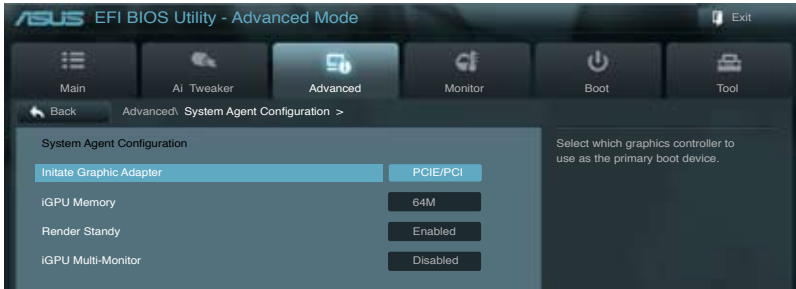 ASUS EFI BIOS Utility - Advanced Mode
Exit
Main
Ai Tweaker
Advanced
Monitor
Boot
Tool
Back
Advanced\ System Agent Configuration >
System Agent Configuration
Initate Graphic Adapter PCIE/PCI
iGPU Memory 64M
Render Standy Enabled
iGPU Multi-Monitor Disabled
Select which graphics controller to
use as the primary boot device.